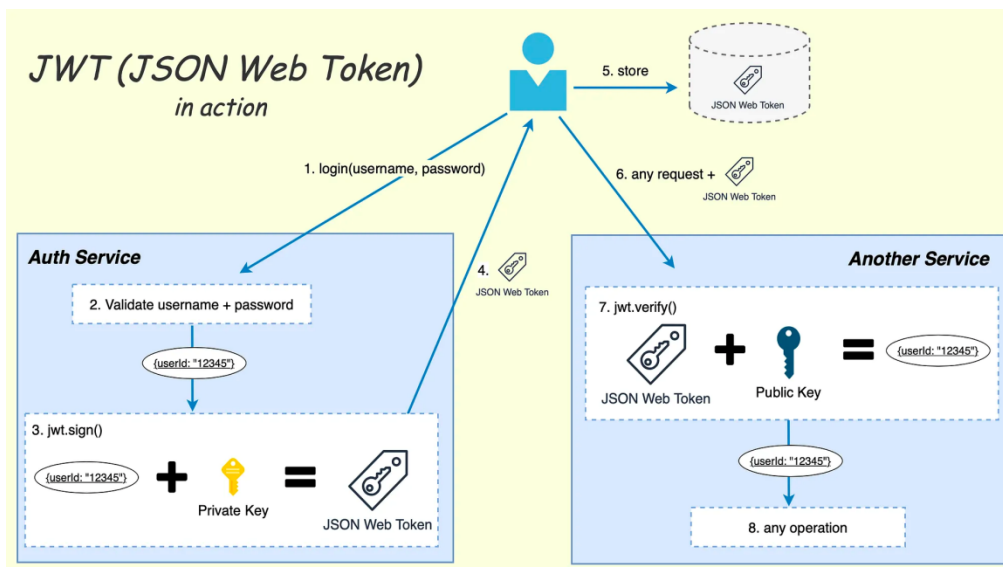 JWT (JSON Web Token)
in action
5. store
JSON Web Token
1. login(username, password)
6. any request +
JSON Web Token
Auth Service
2. Validate username + password
{userId: "12345"}
3. jwt.sign()
{userId: "12345"}
Private Key
JSON Web Token
4.
JSON Web Token
Another Service
7. jwt.verify()
JSON Web Token
Public Key
{userId: "12345"}
{userId: "12345"}
8. any operation